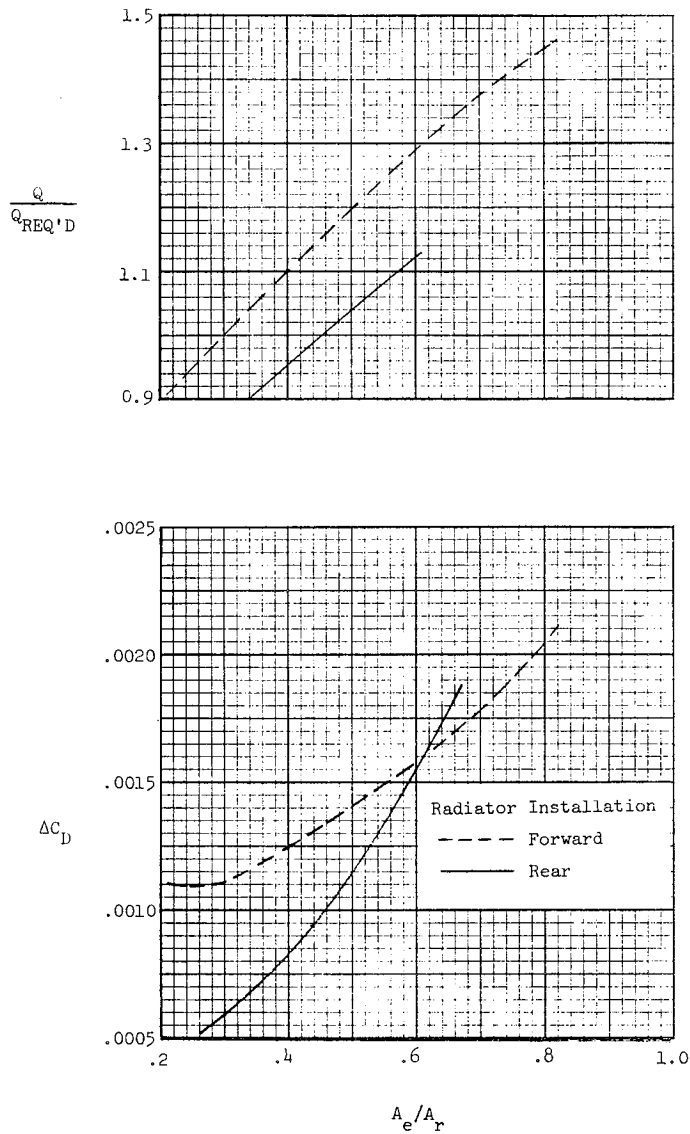 1.5
1.3
Q
Q REQ'D
1.1
0.9
.0025
.0020
.0015
ΔC_D
Radiator Installation
Forward
Rear
.0010
.0005
.2 .4 .6 .8 1.0
A_e/A_r